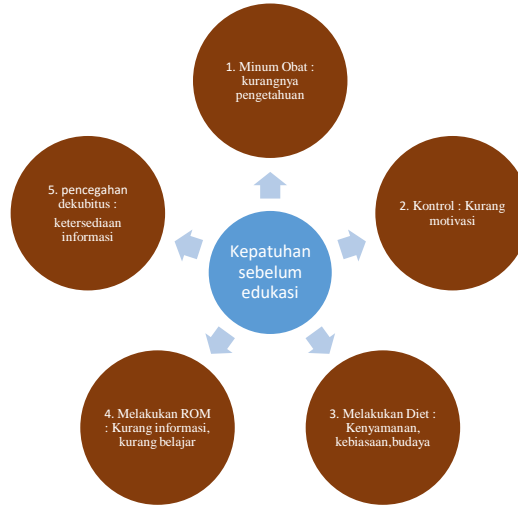 1. Minum Obat :
kurangnya
pengetahuan
2. Kontrol : Kurang
motivasi
3. Melakukan Diet :
Kenyamanan,
kebiasaan,budaya
4. Melakukan ROM
: Kurang informasi,
kurang belajar
5. pencegahan
dekubitus :
ketersediaan
informasi
Kepatuhan
sebelum
edukasi